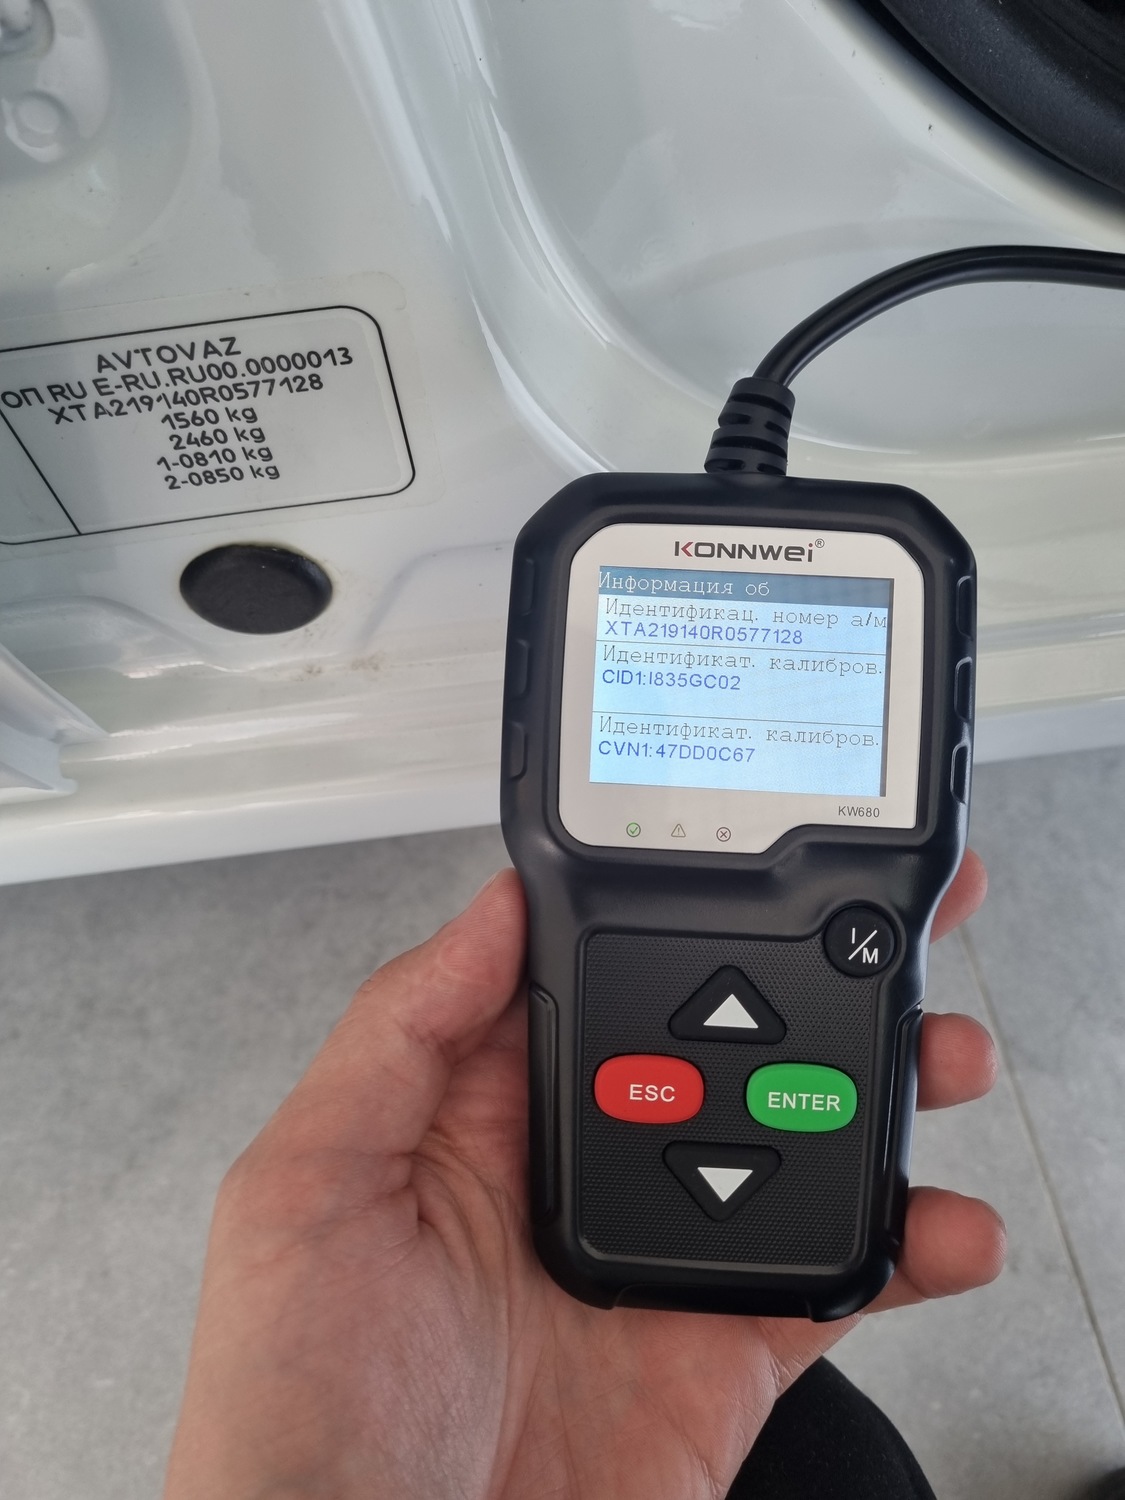 AVTOVAZ
ОП RU E-RU.RU00.0000013
XTA219140R0577128
1560 kg
2460 kg
1-0810 kg
2-0850 kg
KONNWEI®
Информация об
Идентификац. номер а/м
XTA219140R0577128
Идентификат. калибров.
CID1:I835GC02
Идентификат. калибров.
CVN1:47DD0C67
KW680
I/M
ESC
ENTER